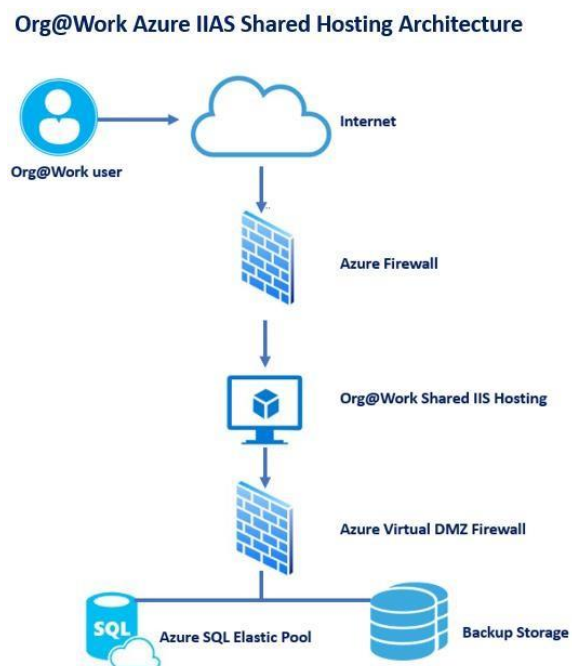 Org@Work Azure IIAS Shared Hosting Architecture
Internet
Org@Work user
Azure Firewall
Org@Work Shared IIS Hosting
Azure Virtual DMZ Firewall
SQL
Azure SQL Elastic Pool
Backup Storage